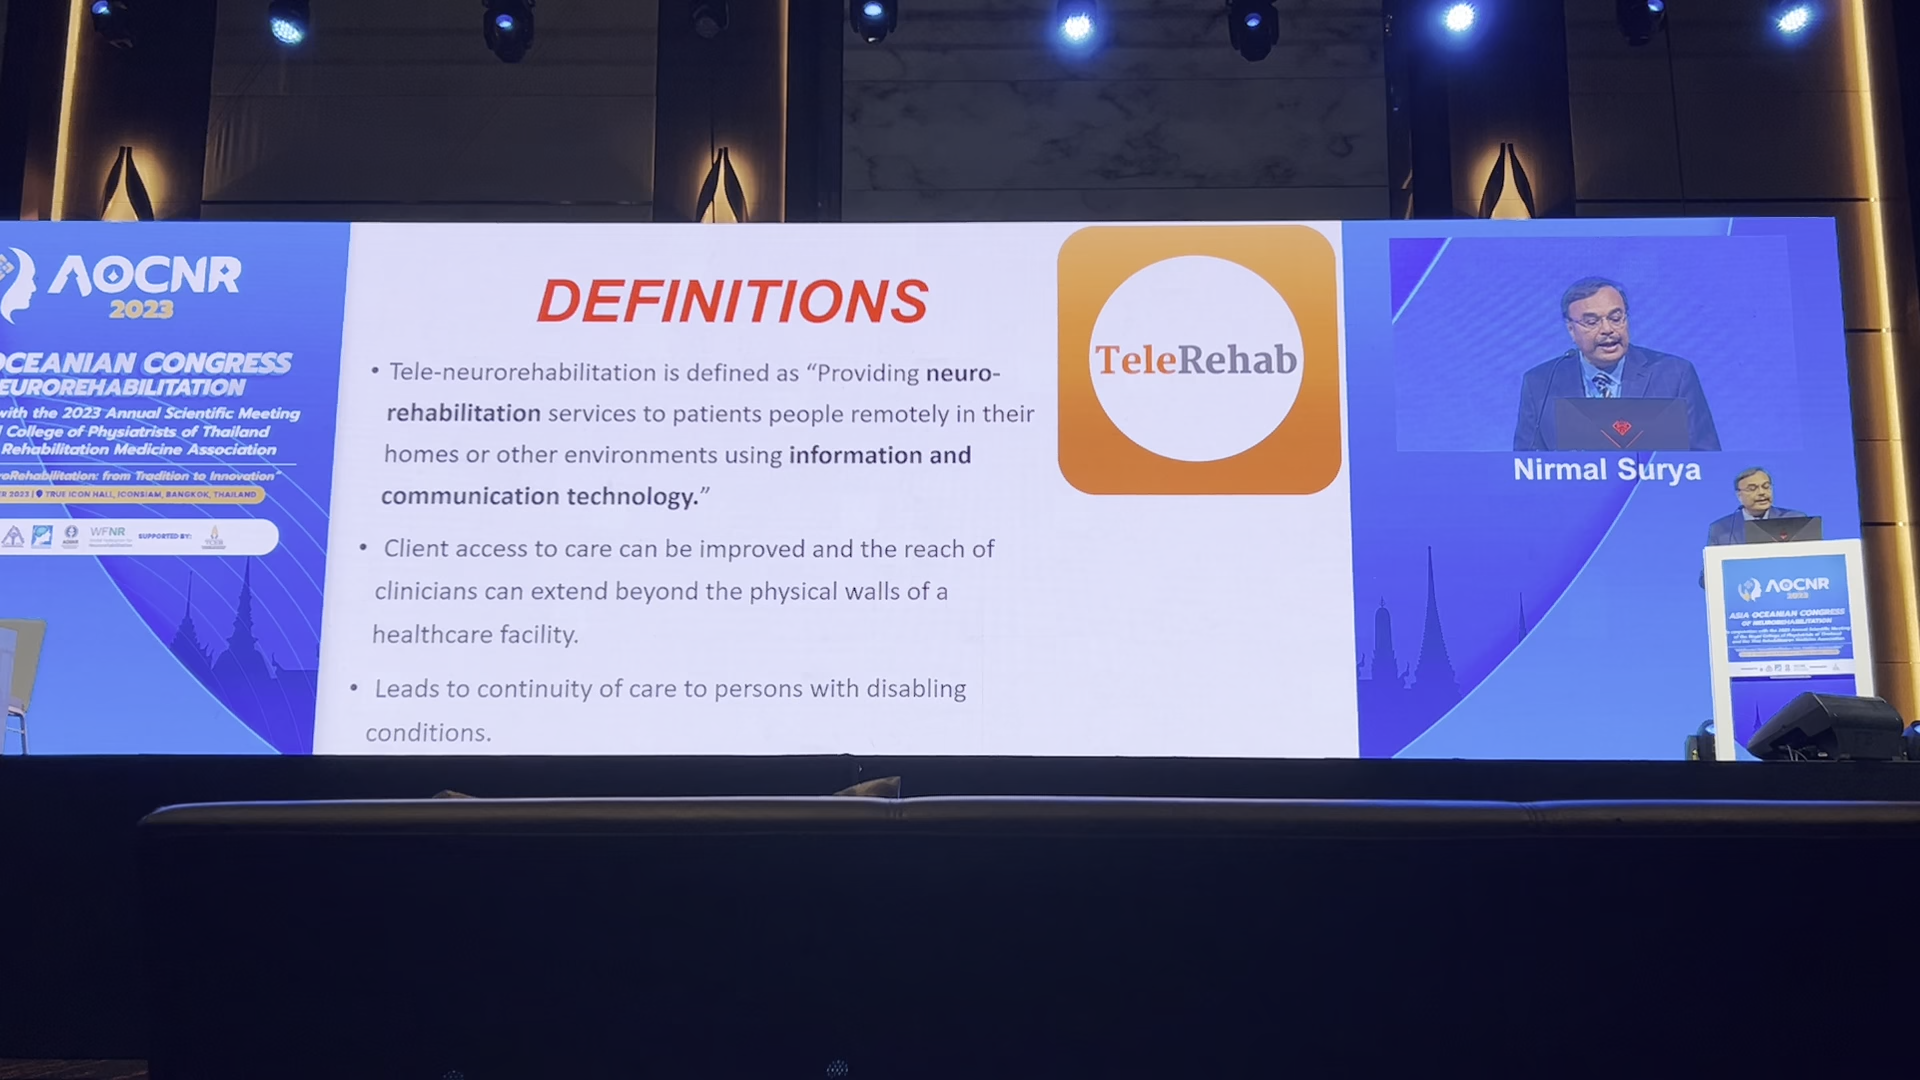 AOCNR
2023
OCEANIAN CONGRESS
EUROREHABILITATION
with the 2023 Annual Scientific Meeting
College of Physiatrists of Thailand
Rehabilitation Medicine Association
Rehabilitation: from Tradition to Innovation"
2023 | TRUE ICON HALL, ICONSIAM, BANGKOK, THAILAND
WFNR
SUPPORTED BY:
DEFINITIONS
• Tele-neurorehabilitation is defined as “Providing neuro-
rehabilitation services to patients people remotely in their
homes or other environments using information and
communication technology.”
• Client access to care can be improved and the reach of
clinicians can extend beyond the physical walls of a
healthcare facility.
• Leads to continuity of care to persons with disabling
conditions.
TeleRehab
Nirmal Surya
AOCNR
2023
ASIA OCEANIAN CONGRESS
OF NEUROREHABILITATION